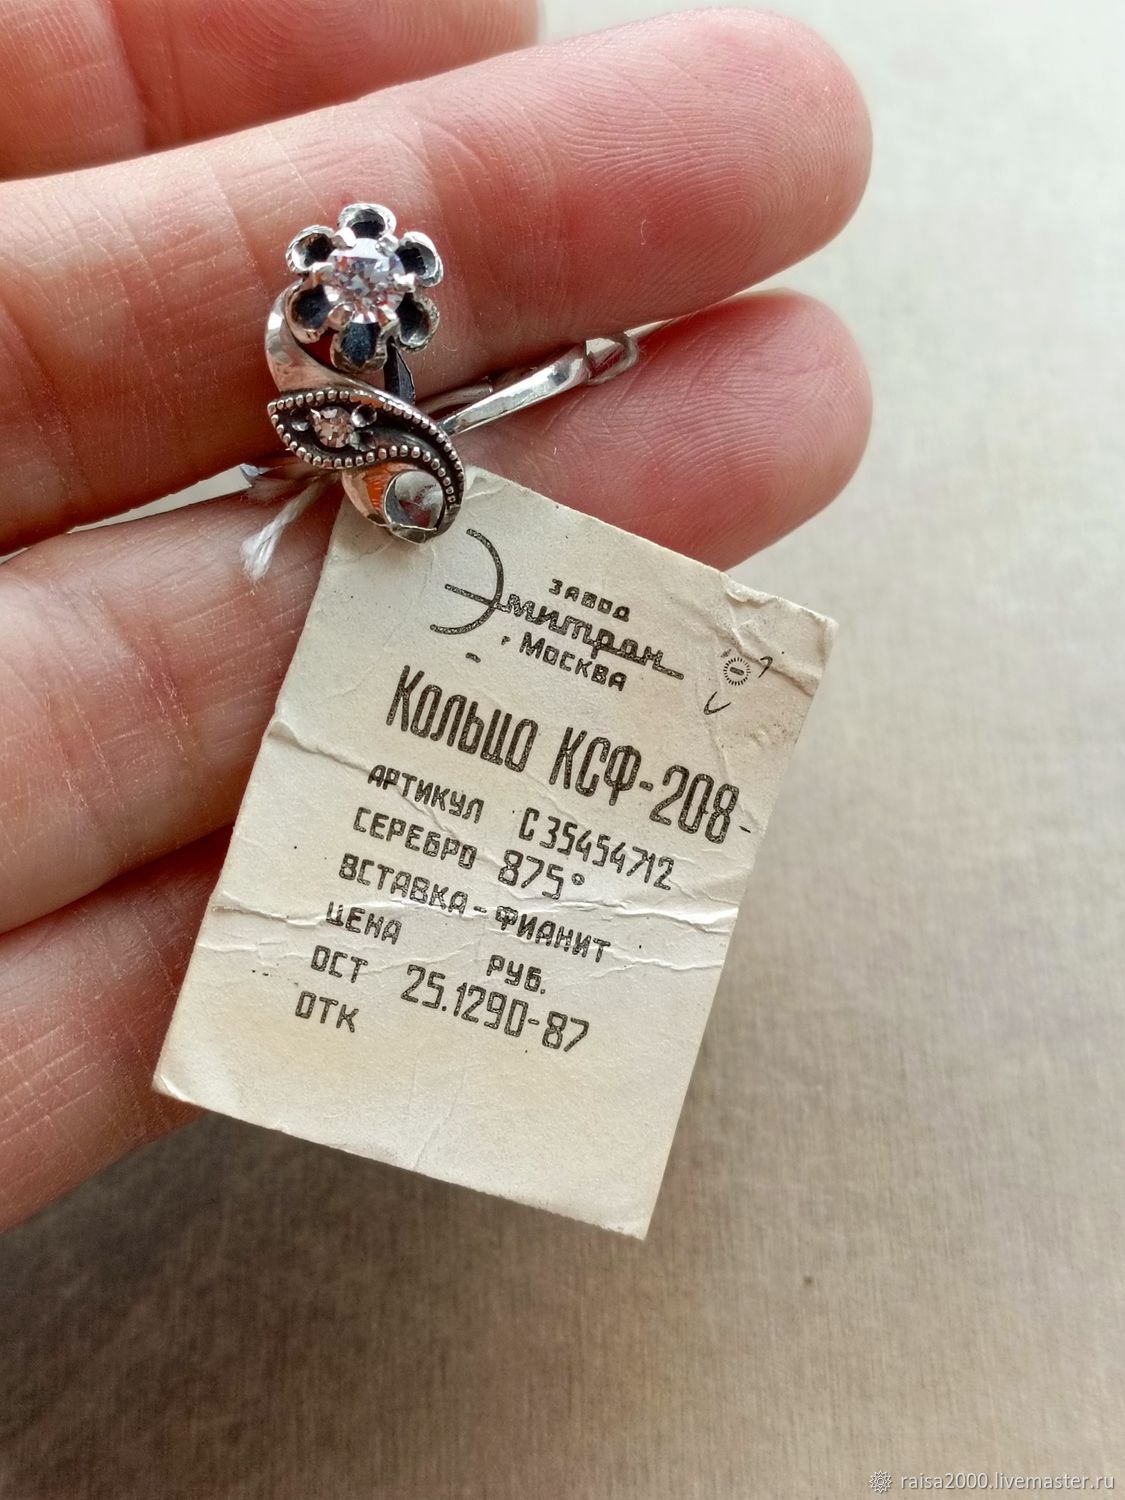 завод
Эмитрон
г Москва
Кольцо КСФ-208
АРТИКУЛ С35454712
СЕРЕБРО 875°
ВСТАВКА-ФИАНИТ
ЦЕНА РУБ.
ОСТ 25.1290-87
ОТК
raisa2000.livemaster.ru